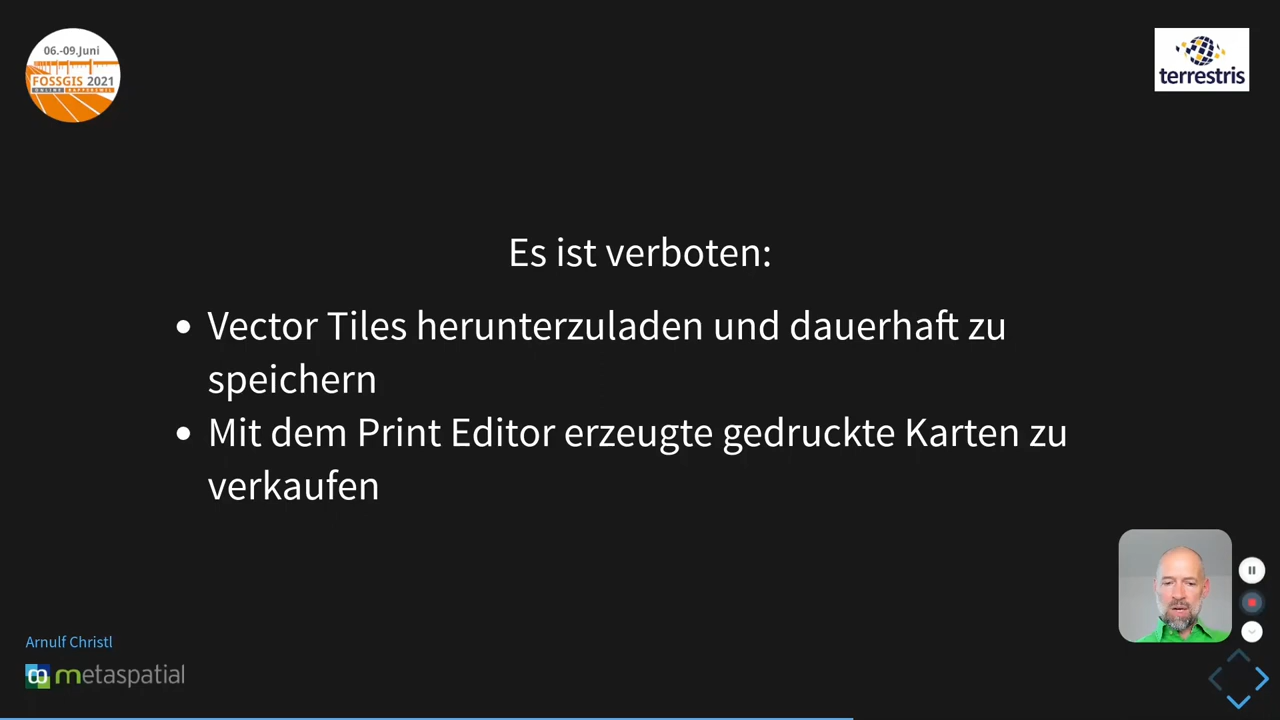 06.-09.Juni
FOSSGIS 2021
terrestris
Es ist verboten:
• Vector Tiles herunterzuladen und dauerhaft zu
speichern
• Mit dem Print Editor erzeugte gedruckte Karten zu
verkaufen
Arnulf Christl
metaspatial